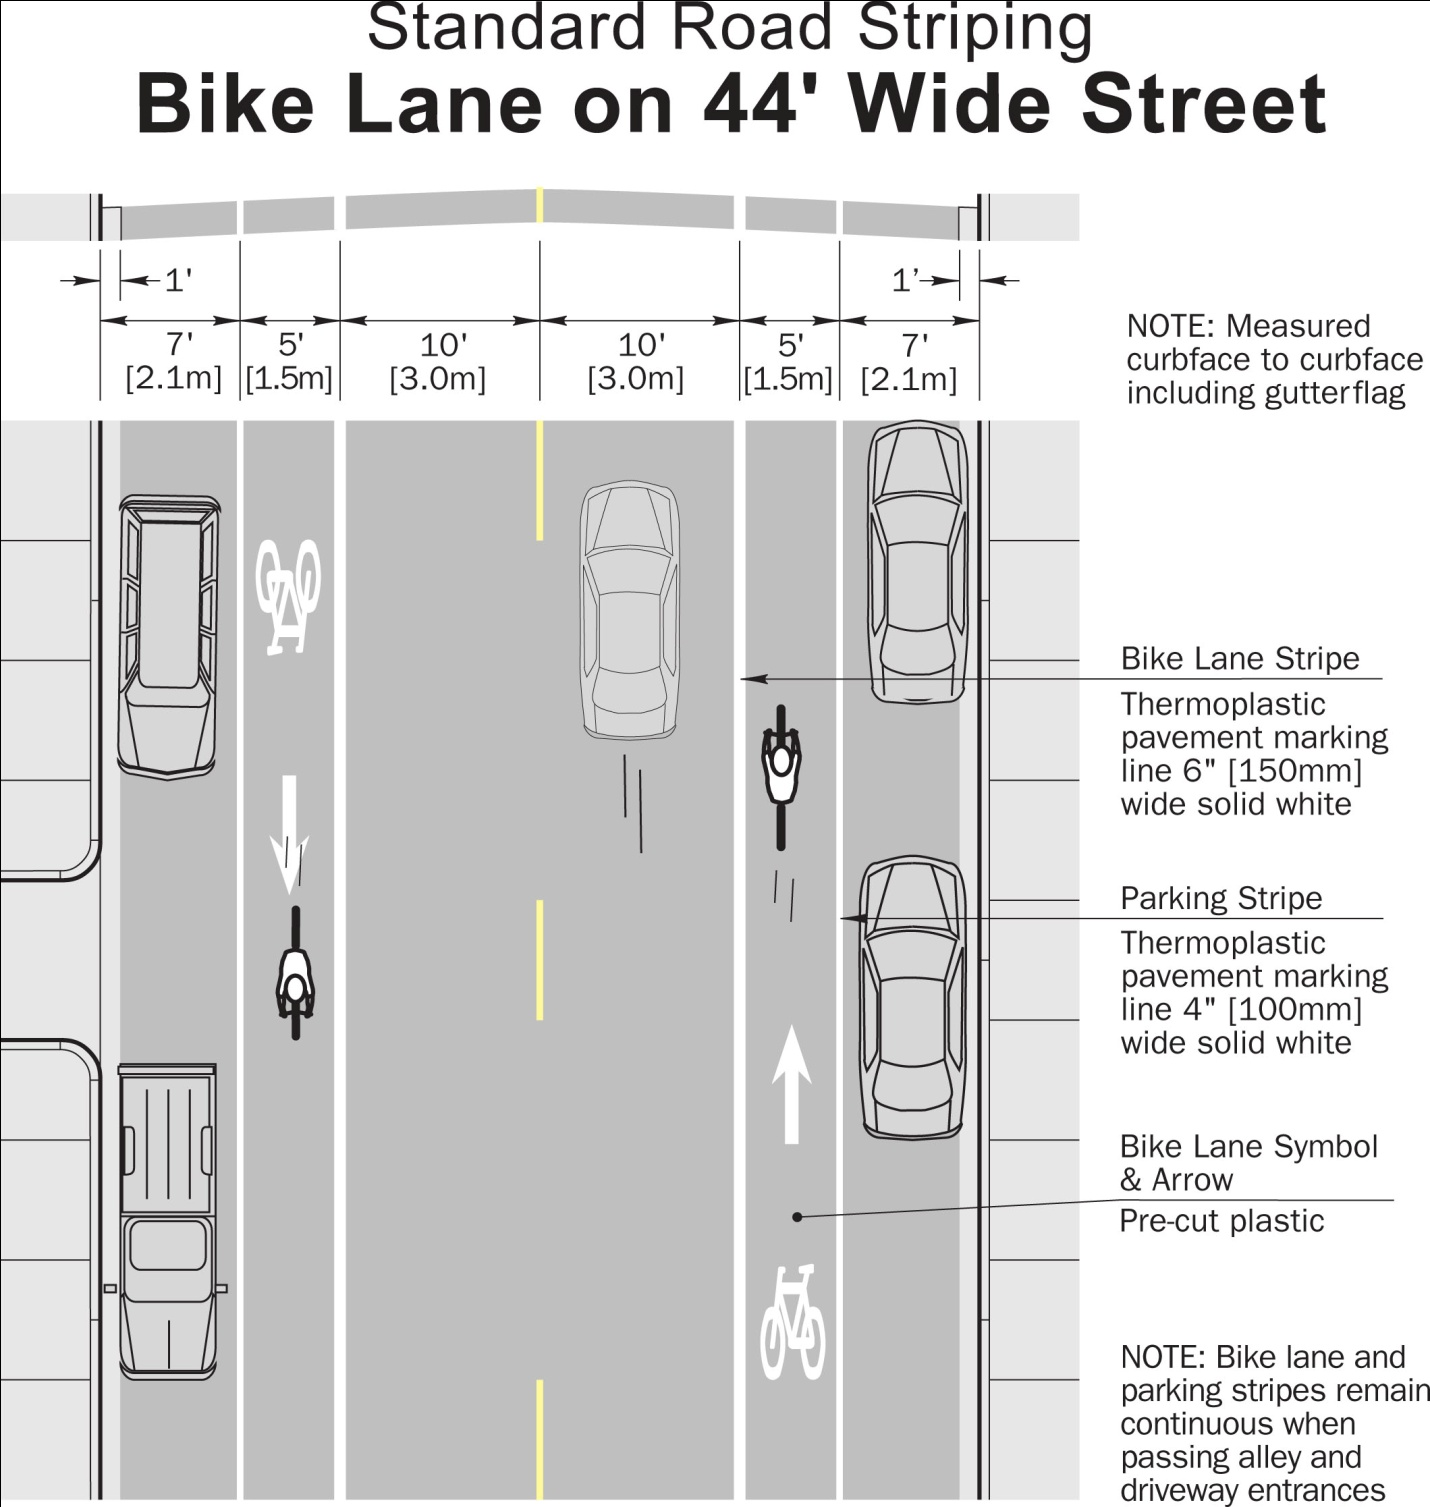 Standard Road Striping
Bike Lane on 44' Wide Street
1' 1’
7' 5' 10' 10' 5' 7'
[2.1m] [1.5m] [3.0m] [3.0m] [1.5m] [2.1m]
NOTE: Measured
curbface to curbface
including gutterflag
Bike Lane Stripe
Thermoplastic
pavement marking
line 6" [150mm]
wide solid white
Parking Stripe
Thermoplastic
pavement marking
line 4" [100mm]
wide solid white
Bike Lane Symbol
& Arrow
Pre-cut plastic
NOTE: Bike lane and
parking stripes remain
continuous when
passing alley and
driveway entrances